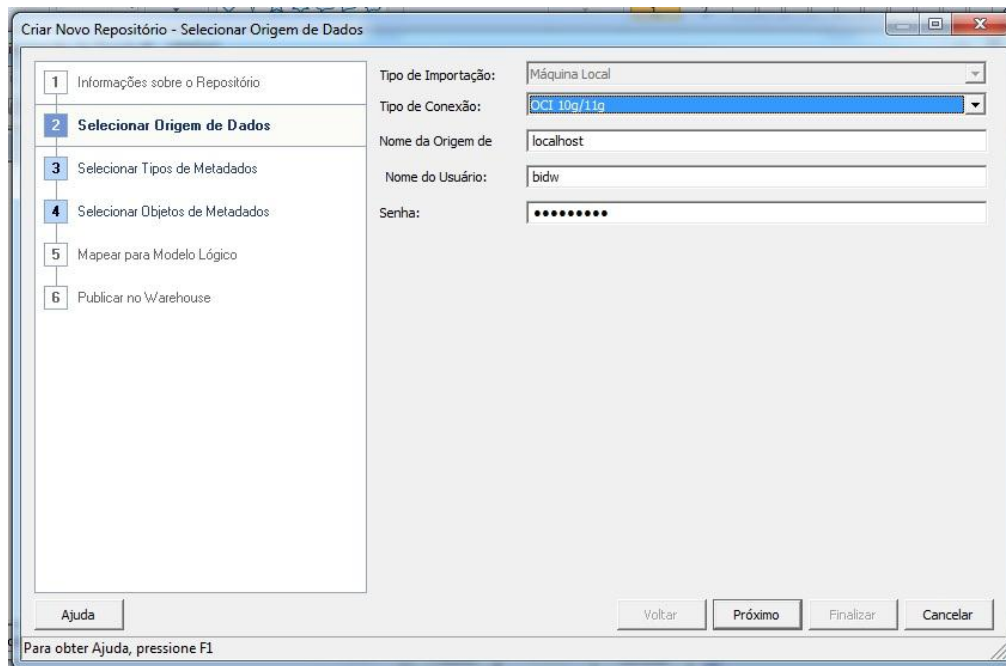 Criar Novo Repositório - Selecionar Origem de Dados
1 Informações sobre o Repositório
2 Selecionar Origem de Dados
3 Selecionar Tipos de Metadados
4 Selecionar Objetos de Metadados
5 Mapear para Modelo Lógico
6 Publicar no Warehouse
Tipo de Importação: Máquina Local
Tipo de Conexão: OCI 10g/11g
Nome da Origem de localhost
Nome do Usuário: bidw
Senha: •••••••••
Ajuda Voltar Próximo Finalizar Cancelar
Para obter Ajuda, pressione F1